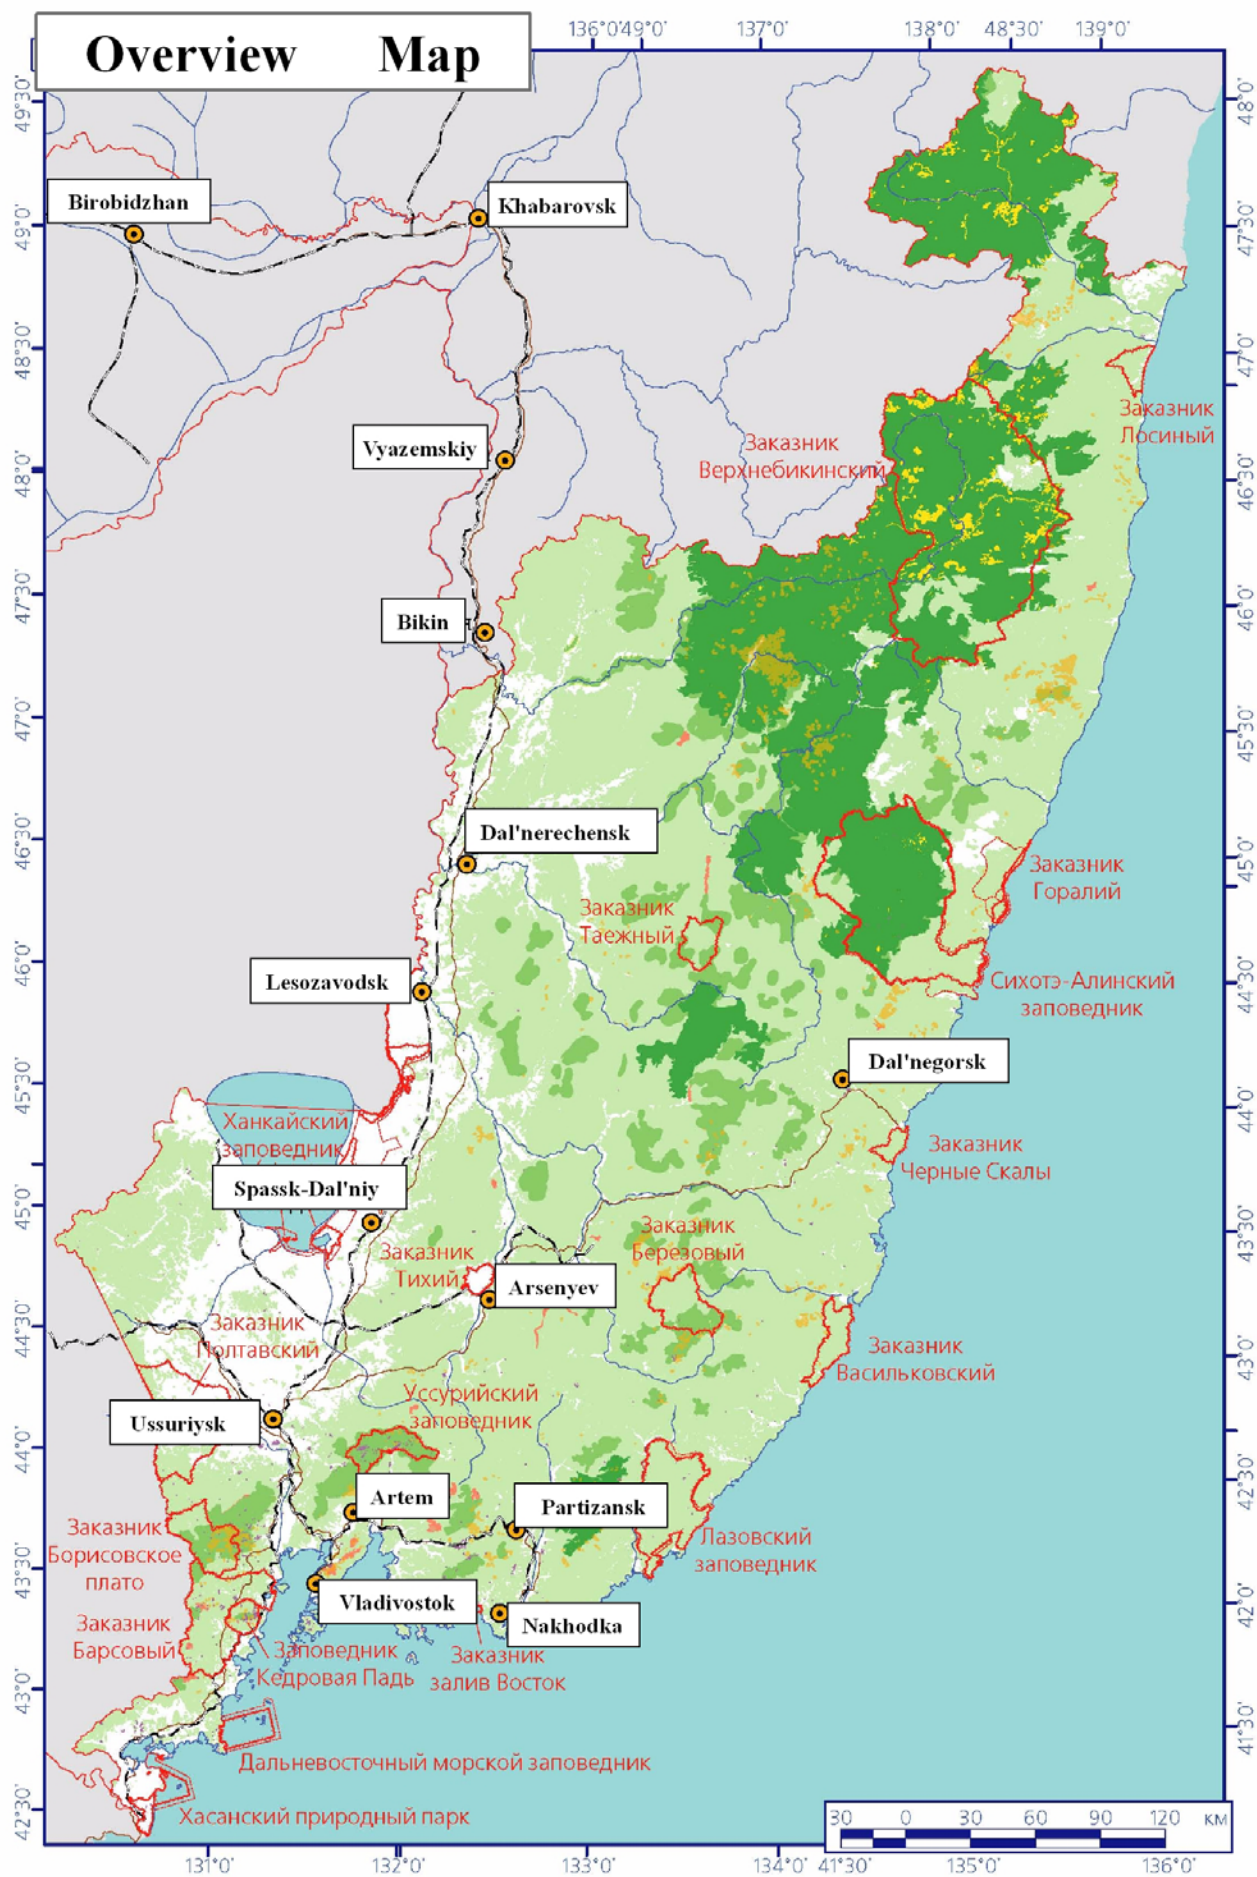 Overview Map
136°0'
49°0'
137°0'
138°0'
48°30'
139°0'
49°30'
49°0'
48°30'
48°0'
47°30'
47°0'
46°30'
46°0'
45°30'
45°0'
44°30'
44°0'
43°30'
43°0'
42°30'
48°0'
47°30'
47°0'
46°30'
46°0'
45°30'
45°0'
44°30'
44°0'
43°30'
43°0'
42°30'
42°0'
41°30'
Birobidzhan
Khabarovsk
Заказник
Лосиный
Vyazemskiy
Заказник
Верхнебикинский
Bikin
Dal'nerechensk
Заказник
Горалий
Заказник
Таежный
Lesozavodsk
Сихотэ-Алинский
заповедник
Dal'negorsk
Ханкайский
заповедник
Заказник
Черные Скалы
Spassk-Dal'niy
Заказник
Тихий
Заказник
Березовый
Arsenyev
Заказник
Полтавский
Заказник
Васильковский
Уссурийский
заповедник
Ussuriysk
Artem
Partizansk
Заказник
Борисовское
плато
Лазовский
заповедник
Vladivostok
Nakhodka
Заказник
Барсовый
Заповедник
Кедровая Падь
Заказник
залив Восток
Дальневосточный морской заповедник
Хасанский природный парк
30 0 30 60 90 120 км
131°0'
132°0'
133°0'
134°0'
41°30'
135°0'
136°0'